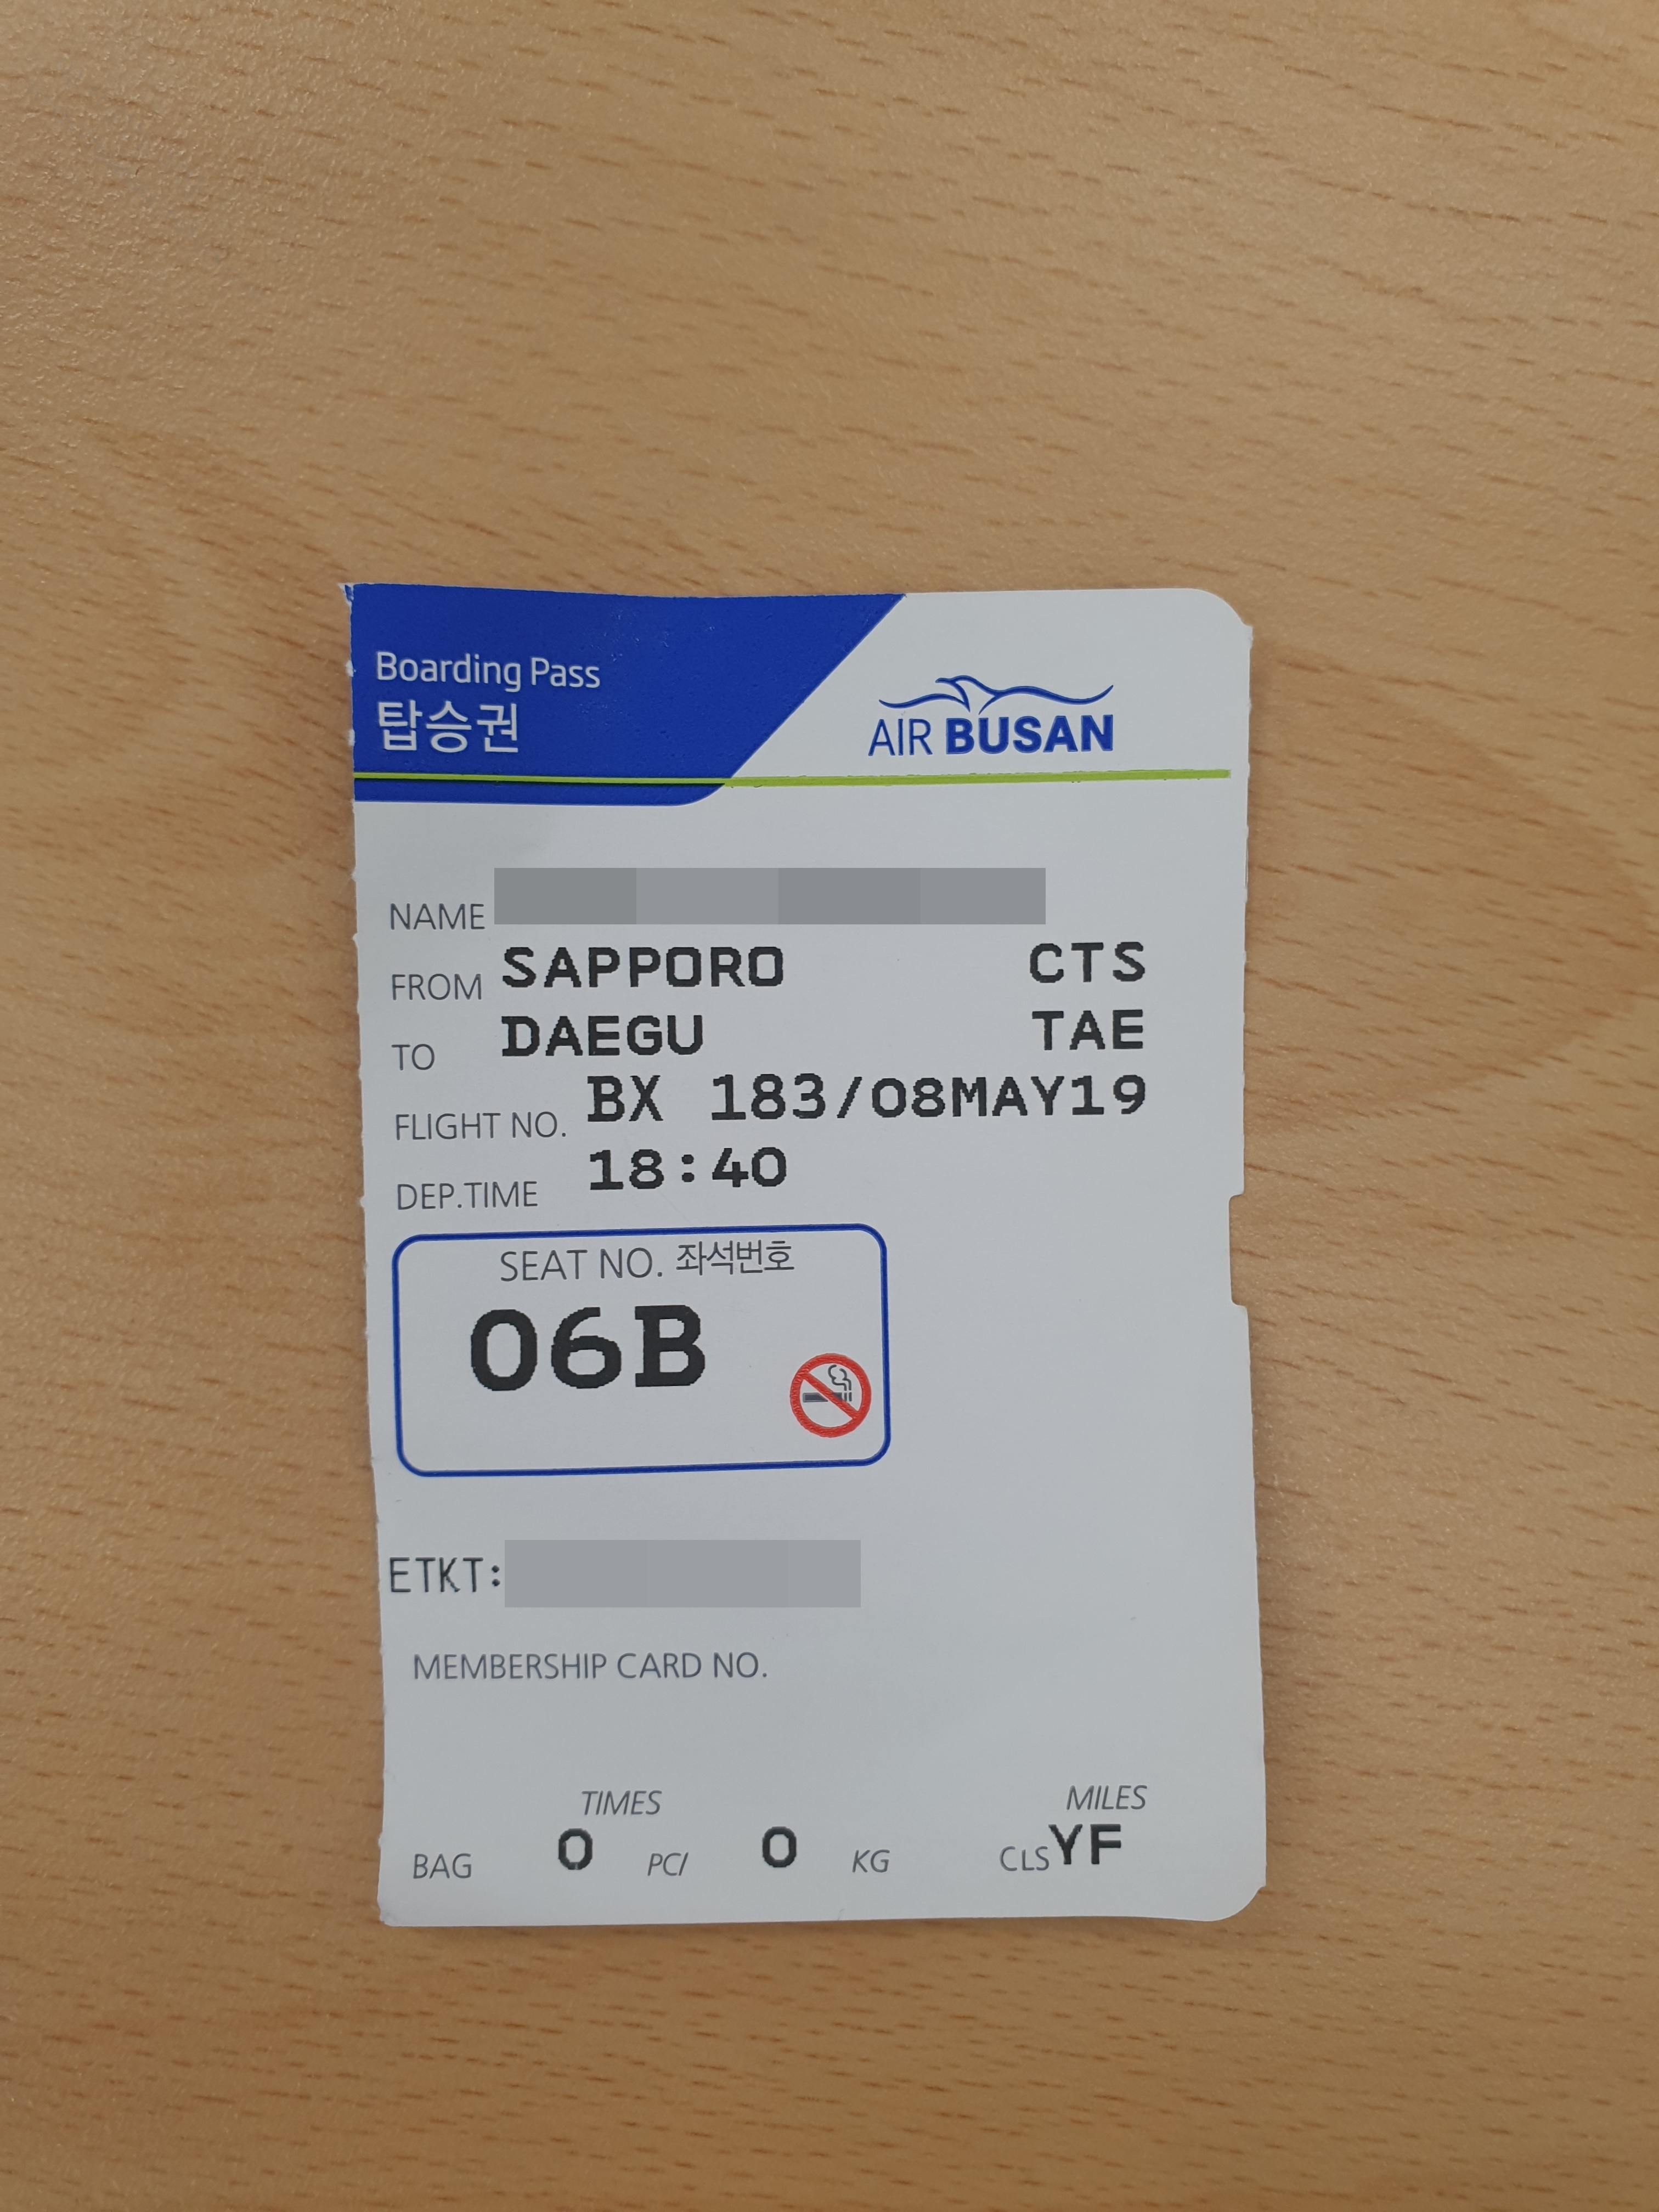 Boarding Pass
탑승권
AIR BUSAN
NAME
FROM SAPPORO CTS
TO DAEGU TAE
FLIGHT NO. BX 183/08MAY19
DEP.TIME 18:40
SEAT NO. 좌석번호
06B
ETKT:
MEMBERSHIP CARD NO.
TIMES MILES
BAG 0 PCI 0 KG CLS YF